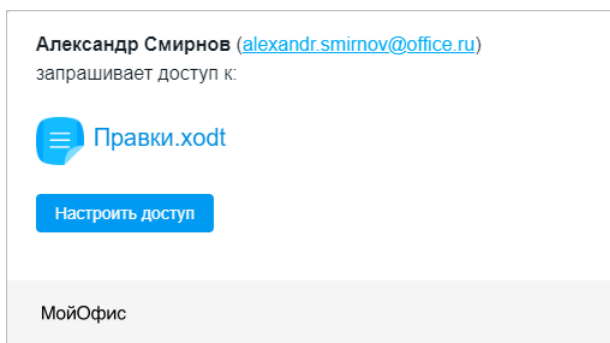 Александр Смирнов (alexandr.smirnov@office.ru)
запрашивает доступ к:
Правки.xodt
Настроить доступ
МойОфис